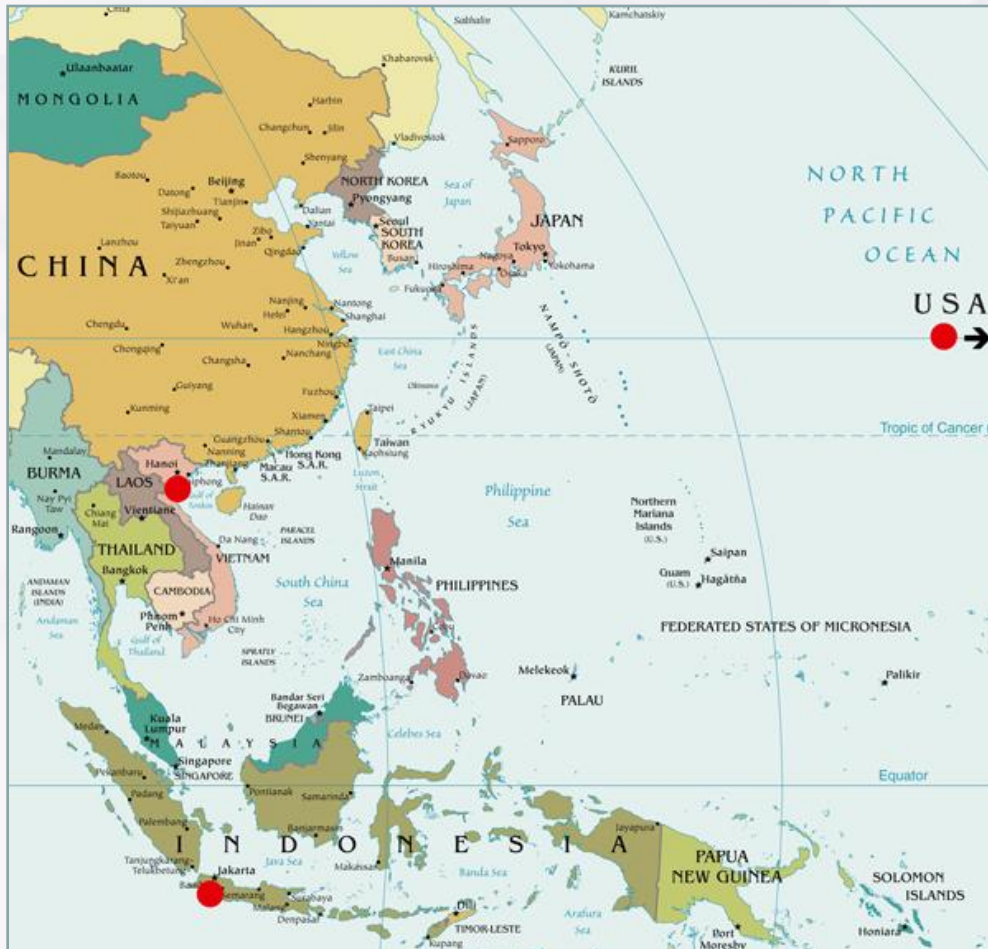 China
Sakhalin
Kamchatskiy
Ulaanbaatar
MONGOLIA
Khabarovsk
KURIL
ISLANDS
Harbin
Changchun
Jilin
Vladivostok
Sapporo
Shenyang
NORTH
PACIFIC
OCEAN
Baotou
Beijing
NORTH KOREA
Pyongyang
Sea of
Japan
Datong
Tianjin
Dalian
Shijiazhuang
Taiyuan
Yantai
Seoul
SOUTH
KOREA
JAPAN
Lanzhou
Zibo
Jinan
Qingdao
Tokyo
Nagoya
Yokohama
CHINA
Zhengzhou
Yellow
Sea
Busan
Hiroshima
Osaka
Xi'an
Fukuoka
Nanjing
Hefei
Nantong
Shanghai
USA
NAMPŌ-SHOTŌ
(JAPAN)
Chengdu
Wuhan
Hangzhou
Ningbo
Chongqing
Nanchang
East China
Sea
Changsha
Okinawa
RYUKYU ISLANDS
(JAPAN)
Guiyang
Fuzhou
Kunming
Xiamen
Taipei
Shantou
Tropic of Cancer
Guangzhou
Nanning
Hong Kong
S.A.R.
Taiwan
Kaohsiung
Mandalay
Hanoi
Zhanjiang
Macau
S.A.R.
BURMA
LAOS
iphong
Luzon
Strait
Gulf of
Tonkin
Hainan
Dao
Philippine
Sea
Nay Pyi
Taw
Chiang
Mai
Vientiane
Northern
Mariana
Islands
(U.S.)
Rangoon
PARACEL
ISLANDS
Da Nang
THAILAND
VIETNAM
Saipan
Bangkok
Manila
Guam
(U.S.)
Hagåtña
ANDAMAN
ISLANDS
(INDIA)
CAMBODIA
South China
Sea
PHILIPPINES
Andaman
Sea
Phnom
Penh
Ho Chi Minh
City
FEDERATED STATES OF MICRONESIA
Gulf of
Thailand
Cebu
SPRATLY
ISLANDS
Zamboanga
Davao
Melekeok
Palikir
PALAU
Bandar Seri
Begawan
BRUNEI
Medan
Kuala
Lumpur
MALAYSIA
Celebes Sea
Singapore
SINGAPORE
Pekanbaru
Equator
Padang
Pontianak
Samarinda
Palembang
Banjarmasin
Jayapura
INDONESIA
Tanjungkarang-
Telukbetung
Java Sea
Makassar
Banda Sea
PAPUA
NEW GUINEA
Jakarta
SOLOMON
ISLANDS
Ban
Semarang
Surabaya
Malang
Denpasar
Dili
TIMOR-LESTE
Arafura
Sea
Kupang
Port
Moresby
Honiara